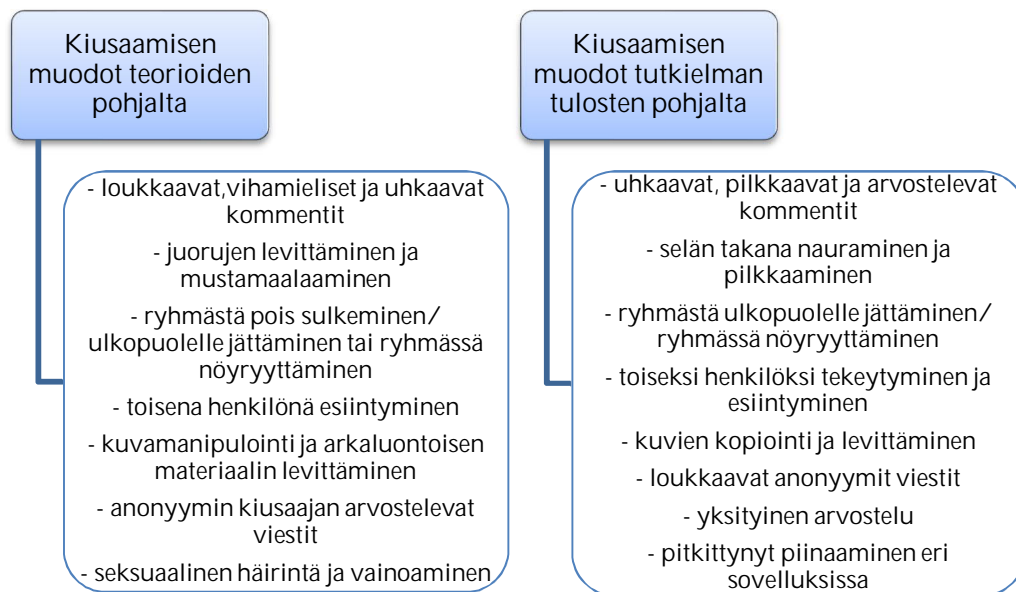 Kiusaamisen
muodot teorioiden
pohjalta
- loukkaavat,vihamieliset ja uhkaavat
kommentit
- juorujen levittäminen ja
mustamaalaaminen
- ryhmästä pois sulkeminen/
ulkopuolelle jättäminen tai ryhmässä
nöyryyttäminen
- toisena henkilönä esiintyminen
- kuvamanipulointi ja arkaluontoisen
materiaalin levittäminen
- anonyymin kiusaajan arvostelevat
viestit
- seksuaalinen häirintä ja vainoaminen
Kiusaamisen
muodot tutkielman
tulosten pohjalta
- uhkaavat, pilkkaavat ja arvostelevat
kommentit
- selän takana nauraminen ja
pilkkaaminen
- ryhmästä ulkopuolelle jättäminen/
ryhmässä nöyryyttäminen
- toiseksi henkilöksi tekeytyminen ja
esiintyminen
- kuvien kopiointi ja levittäminen
- loukkaavat anonyymit viestit
- yksityinen arvostelu
- pitkittynyt piinaaminen eri
sovelluksissa